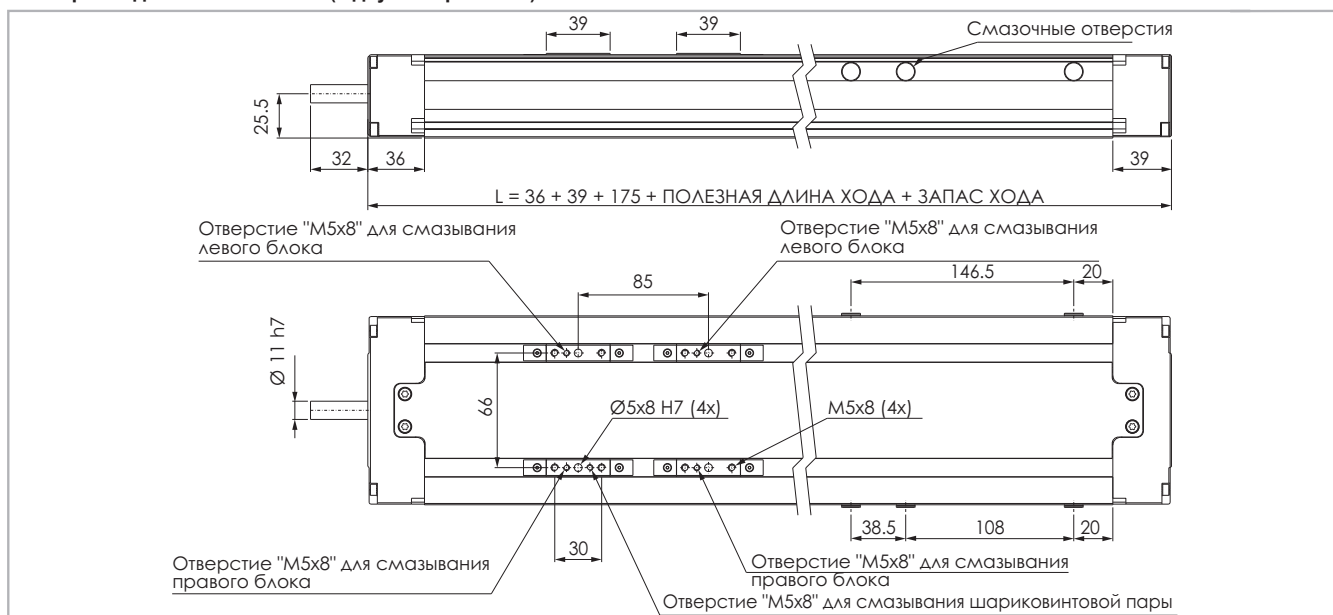 39
39
Смазочные отверстия
25.5
32
36
39
L = 36 + 39 + 175 + ПОЛЕЗНАЯ ДЛИНА ХОДА + ЗАПАС ХОДА
Отверстие "M5x8" для смазывания
левого блока
Отверстие "M5x8" для смазывания
левого блока
146.5
20
85
Ø 11 h7
66
Ø5x8 H7 (4x)
M5x8 (4x)
38.5
108
20
30
Отверстие "M5x8" для смазывания
правого блока
Отверстие "M5x8" для смазывания
правого блока
Отверстие "M5x8" для смазывания шариковинтовой пары